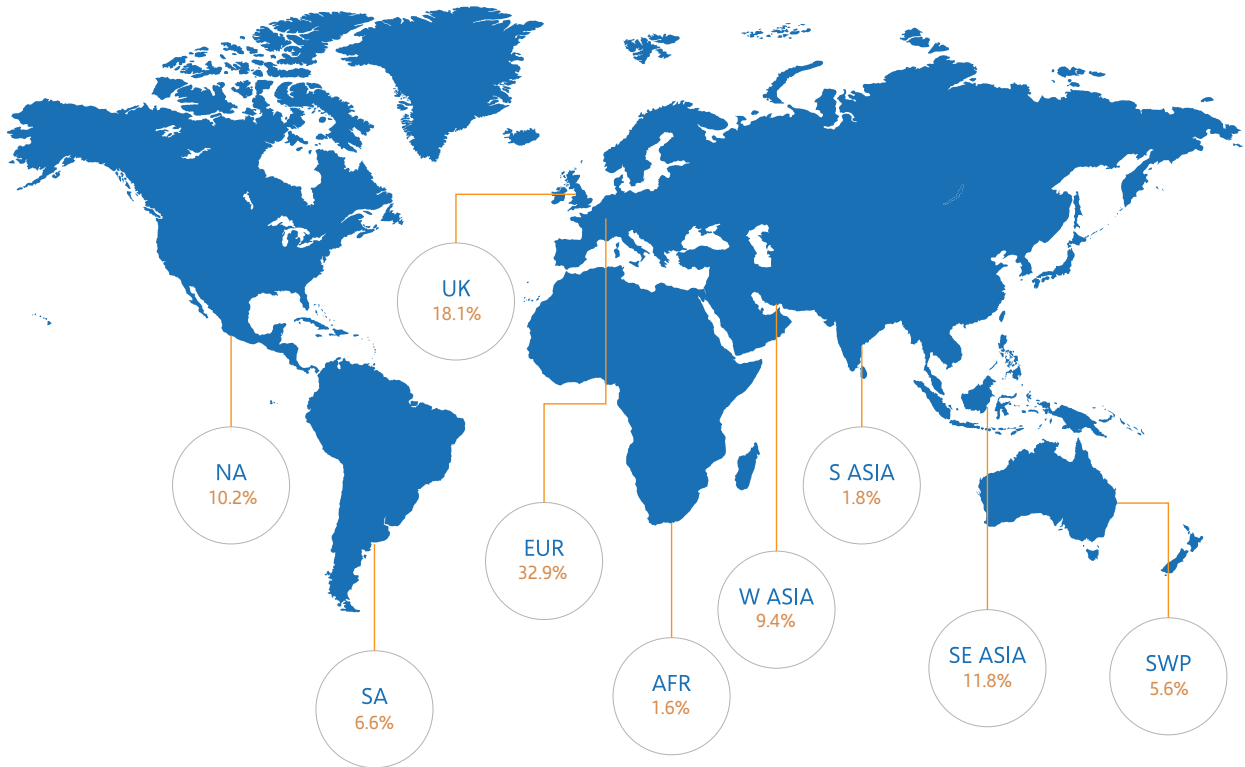 UK
18.1%
NA
10.2%
S ASIA
1.8%
EUR
32.9%
W ASIA
9.4%
SE ASIA
11.8%
SWP
5.6%
AFR
1.6%
SA
6.6%